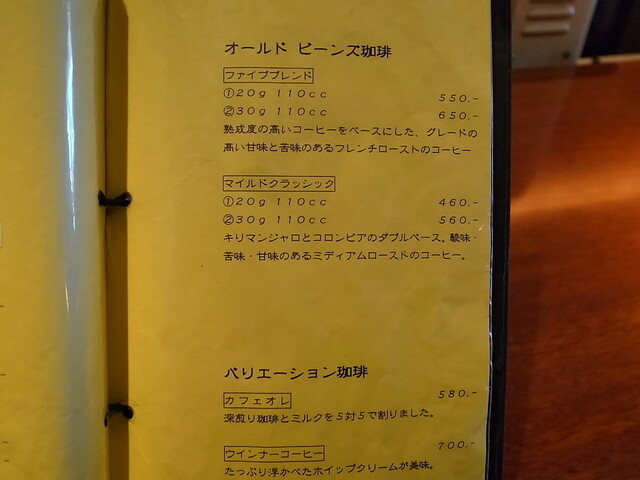 オールド ビーンズ珈琲
ファイブブレンド
①20g 110cc 550.-
②30g 110cc 650.-
熟成度の高いコーヒーをベースにした、グレードの
高い甘味と苦味のあるフレンチローストのコーヒー
マイルドクラッシック
①20g 110cc 460.-
②30g 110cc 560.-
キリマンジャロとコロンビアのダブルベース。酸味・
苦味・甘味のあるミディアムローストのコーヒー。
バリエーション珈琲
カフェオレ 580.-
深煎り珈琲とミルクを5対5で割りました。
ウインナーコーヒー 700.-
たっぷり浮かべたホイップクリームが美味。